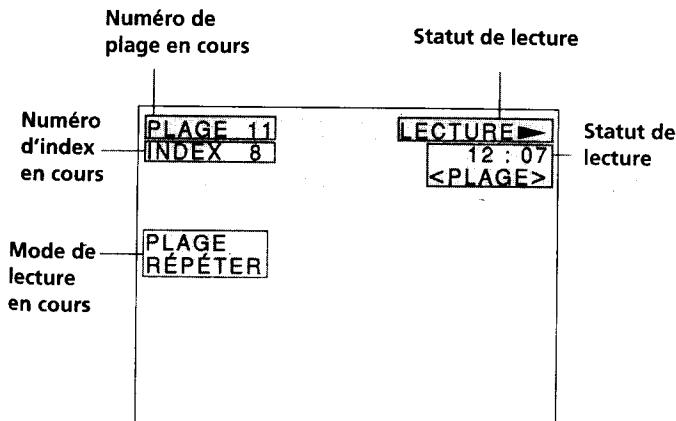 Numéro de
plage en cours
Statut de lecture
Numéro
d'index
en cours
PLAGE 11
INDEX 8
LECTURE►
12 : 07
<PLAGE>
Statut de
lecture
Mode de
lecture
en cours
PLAGE
RÉPÉTER